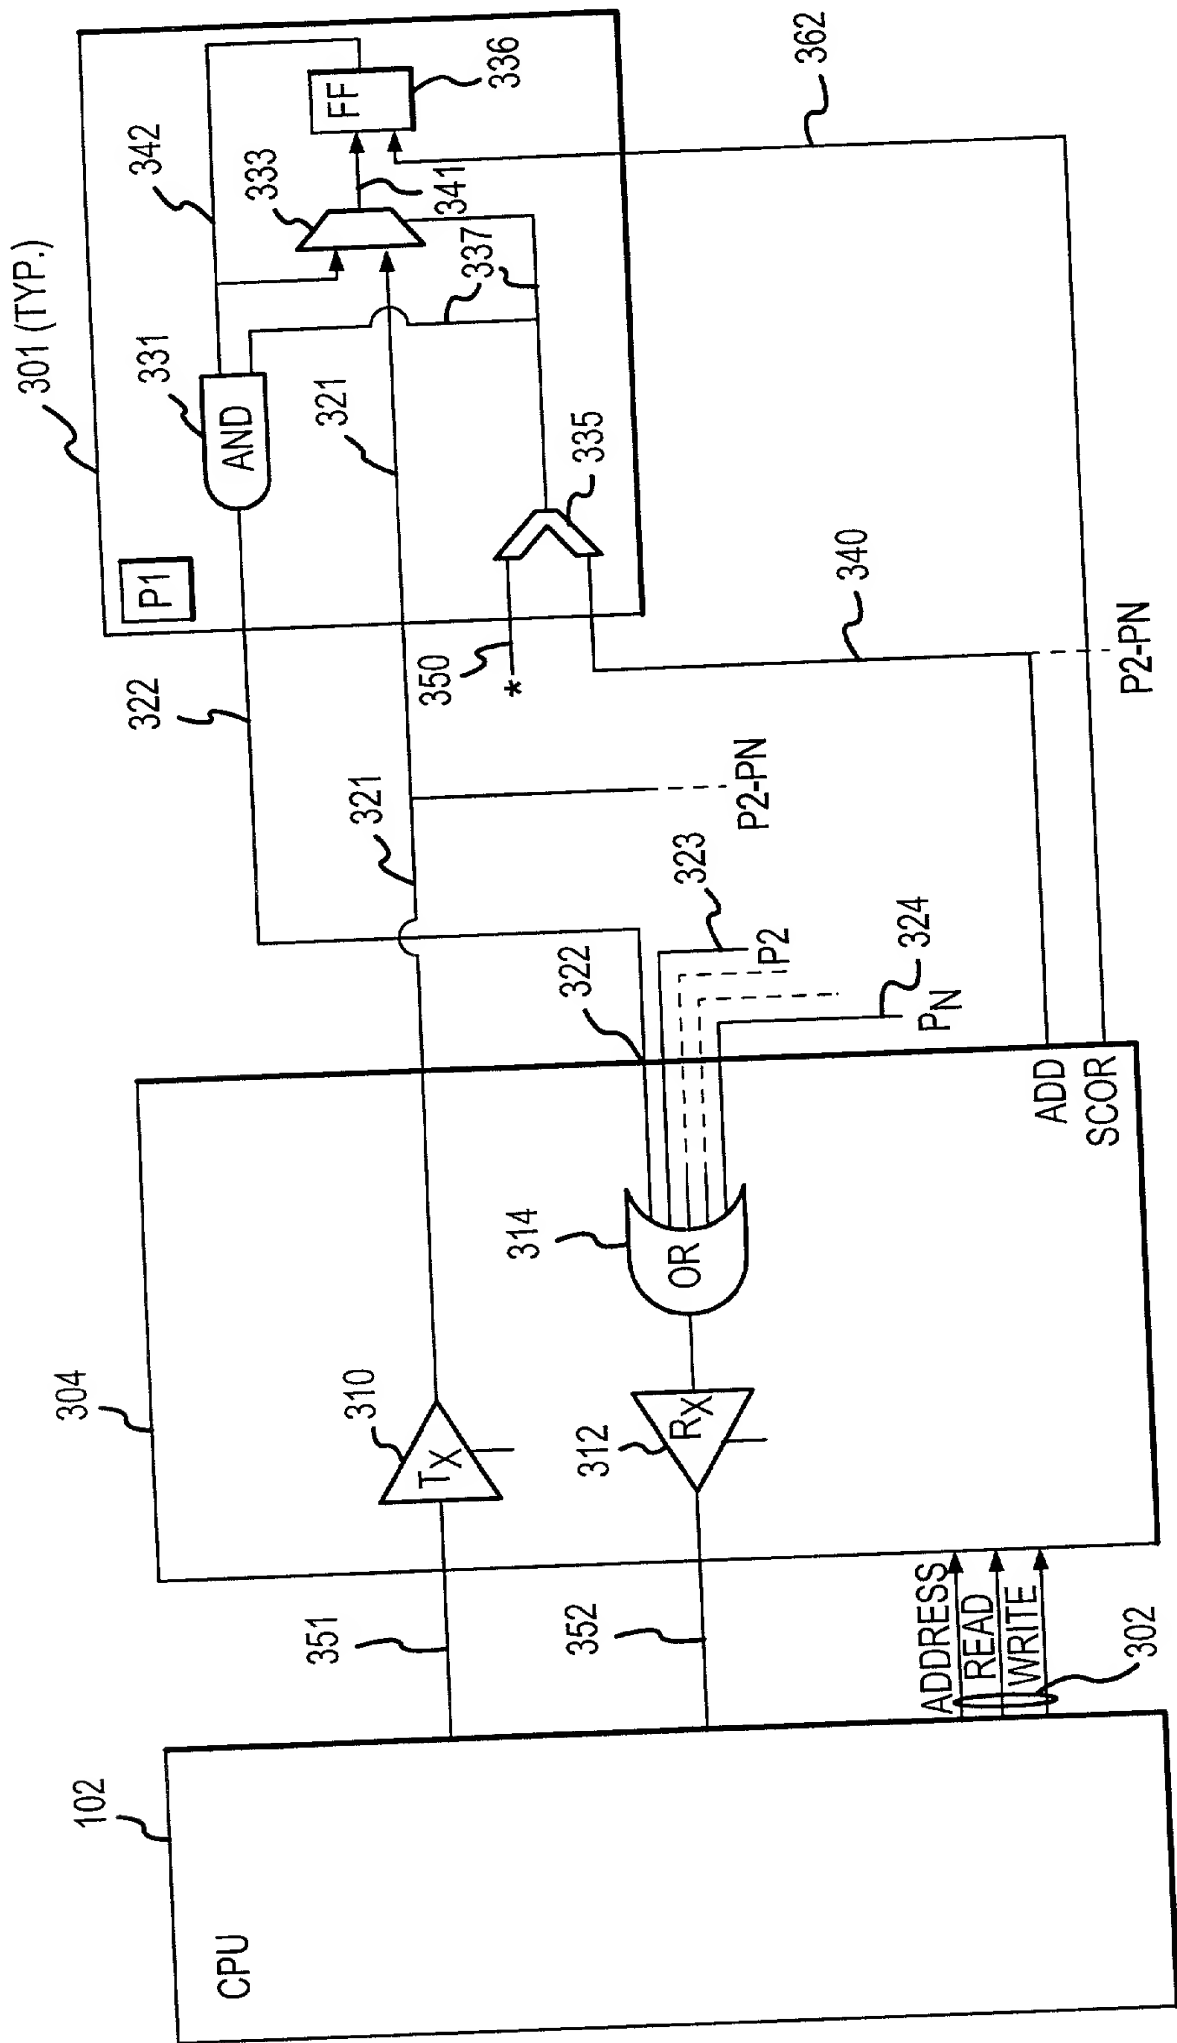 301 (TYP.)
P1
331
AND
342
333
FF
336
341
337
321
335
350
*
322
321
340
362
P2-PN
P2-PN
323
P2
324
PN
322
304
310
TX
314
OR
312
RX
ADD
SCOR
351
352
ADDRESS
READ
WRITE
302
102
CPU